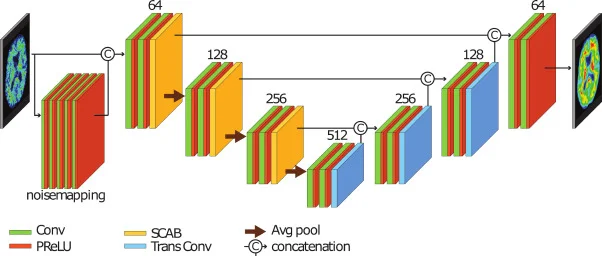 64
64
128
128
256
256
512
C
C
C
C
noisemapping
Conv
SCAB
Avg pool
PReLU
Trans Conv
C
concatenation